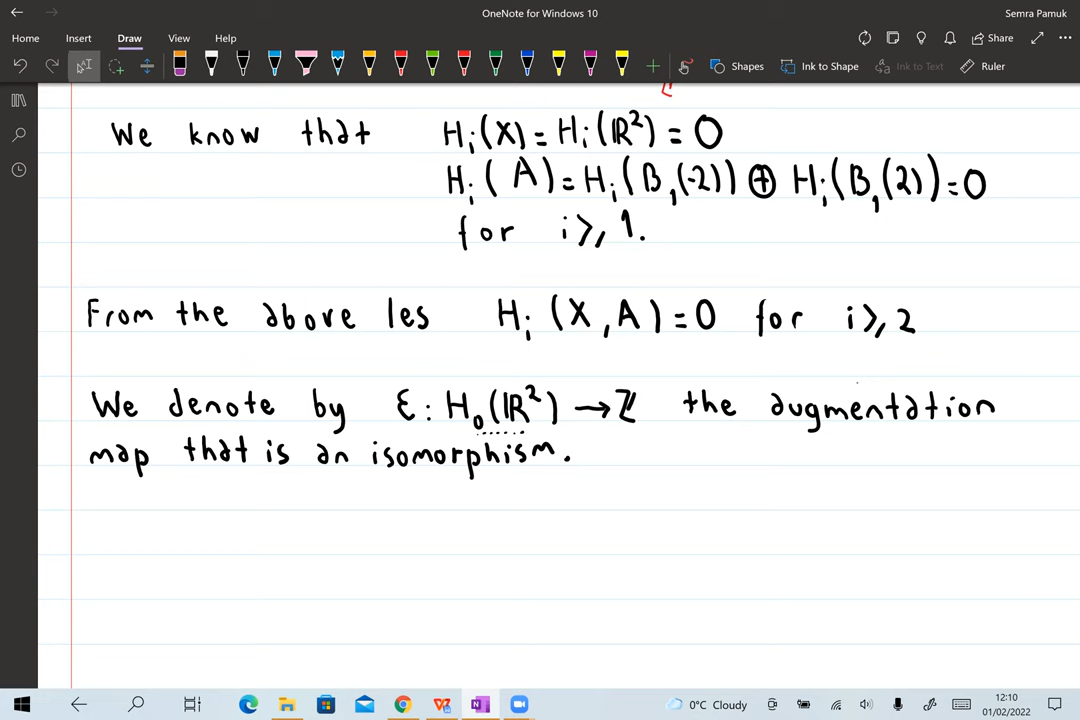 OneNote for Windows 10
Semra Pamuk
Home Insert Draw View Help
Share
Shapes Ink to Shape Ink to Text Ruler
We know that H_i(X) = H_i(ℝ²) = 0
H_i(A) = H_i(B_1(-2)) ⊕ H_i(B_1(2)) = 0
for i ≥ 1.
From the above les H_i(X, A) = 0 for i ≥ 2
We denote by ε : H_0(ℝ²) → ℤ the augmentation
map that is an isomorphism.
0°C Cloudy
12:10
01/02/2022